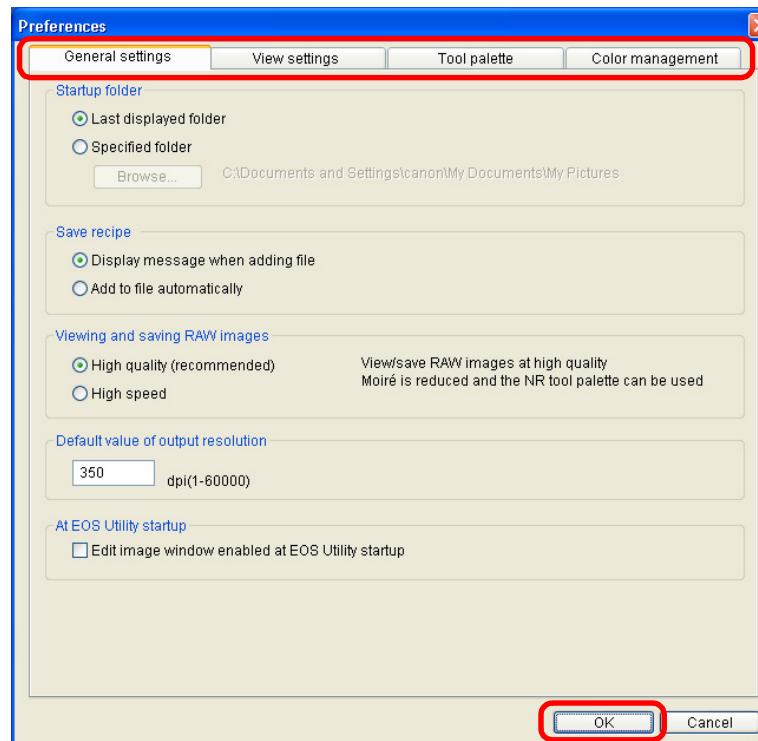 Preferences
General settings View settings Tool palette Color management
Startup folder
Last displayed folder
Specified folder
Browse... C:\Documents and Settings\canon\My Documents\My Pictures
Save recipe
Display message when adding file
Add to file automatically
Viewing and saving RAW images
High quality (recommended) View/save RAW images at high quality
Moiré is reduced and the NR tool palette can be used
High speed
Default value of output resolution
350 dpi(1-60000)
At EOS Utility startup
Edit image window enabled at EOS Utility startup
OK Cancel